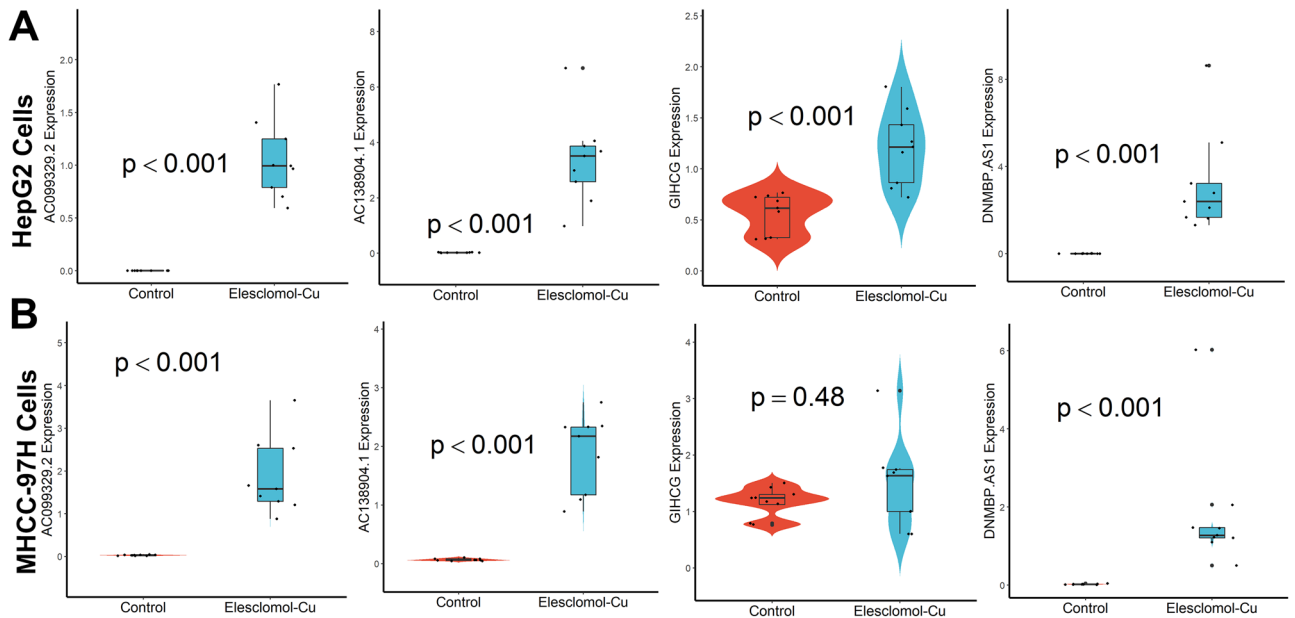 A
HepG2 Cells
AC099329.2 Expression
2.0
1.5
1.0
0.5
0.0
p < 0.001
Control
Elesclomol-Cu
AC138904.1 Expression
8
6
4
2
0
p < 0.001
Control
Elesclomol-Cu
GIHCG Expression
2.5
2.0
1.5
1.0
0.5
0.0
p < 0.001
Control
Elesclomol-Cu
DNMBP.AS1 Expression
8
4
0
p < 0.001
Control
Elesclomol-Cu
B
MHCC-97H Cells
AC099329.2 Expression
5
4
3
2
1
0
p < 0.001
Control
Elesclomol-Cu
AC138904.1 Expression
4
3
2
1
0
p < 0.001
Control
Elesclomol-Cu
GIHCG Expression
4
3
2
1
0
p = 0.48
Control
Elesclomol-Cu
DNMBP.AS1 Expression
6
4
2
0
p < 0.001
Control
Elesclomol-Cu